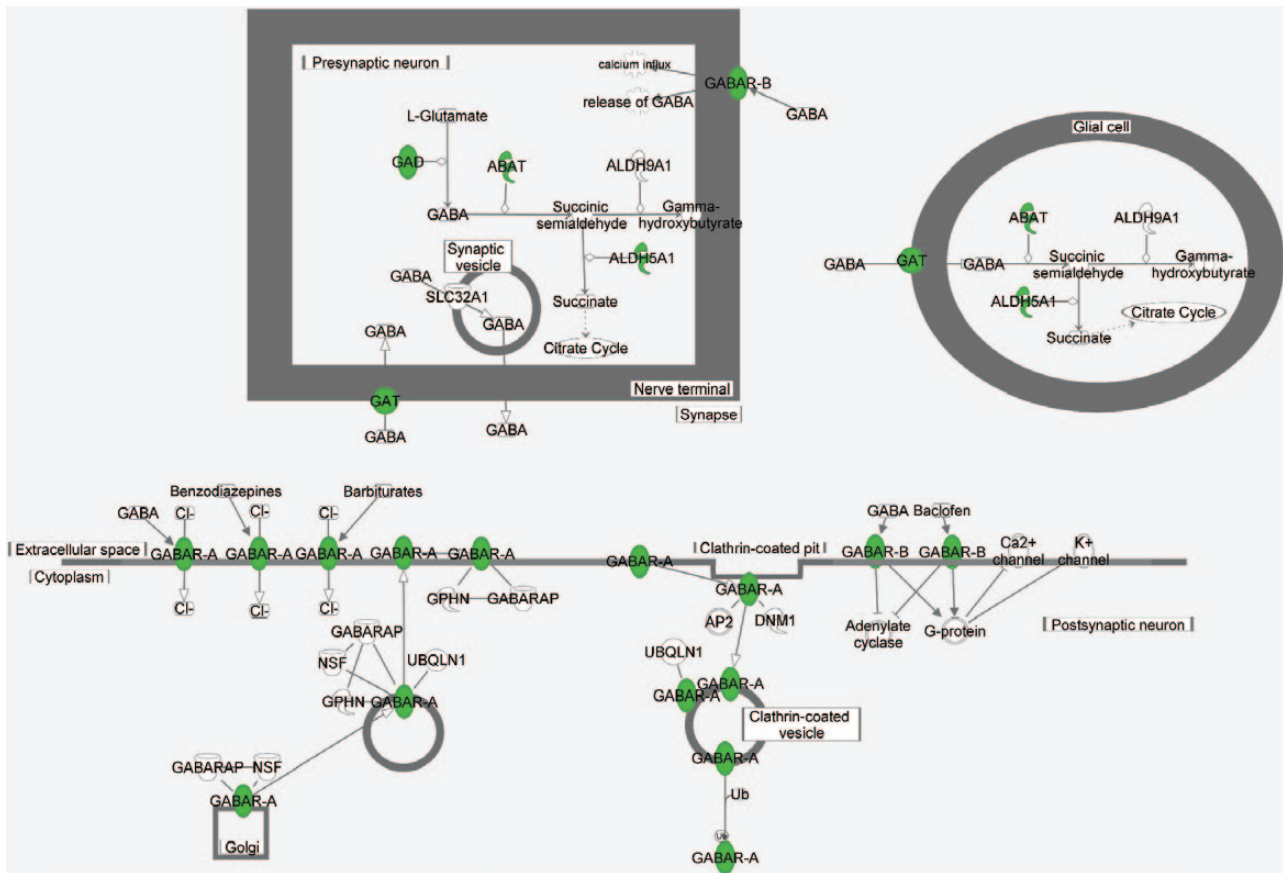 Presynaptic neuron
calcium influx
GABAR-B
release of GABA
GABA
L-Glutamate
GAD
ABAT
ALDH9A1
GABA
Succinic
semialdehyde
Gamma-
hydroxybutyrate
Synaptic
vesicle
ALDH5A1
GABA
SLC32A1
GABA
Succinate
Citrate Cycle
GABA
Nerve terminal
GAT
Synapse
GABA
GABA
Glial cell
ABAT
ALDH9A1
GABA
GAT
GABA
Succinic
semialdehyde
Gamma-
hydroxybutyrate
ALDH5A1
Citrate Cycle
Succinate
Benzodiazepines
Barbiturates
GABA
Cl-
Cl-
Cl-
Extracellular space
GABAR-A
GABAR-A
GABAR-A
GABAR-A
GABAR-A
Cytoplasm
Cl-
Cl-
Cl-
GPHN
GABARAP
GABARAP
NSF
UBQLN1
GPHN
GABAR-A
GABARAP
NSF
GABAR-A
Golgi
GABAR-A
Clathrin-coated pit
GABAR-A
AP2
DNM1
UBQLN1
GABAR-A
GABAR-A
Clathrin-coated
vesicle
GABAR-A
Ub
Ub
GABAR-A
GABA
Baclofen
GABAR-B
GABAR-B
Ca2+
channel
K+
channel
Adenylate
cyclase
G-protein
Postsynaptic neuron